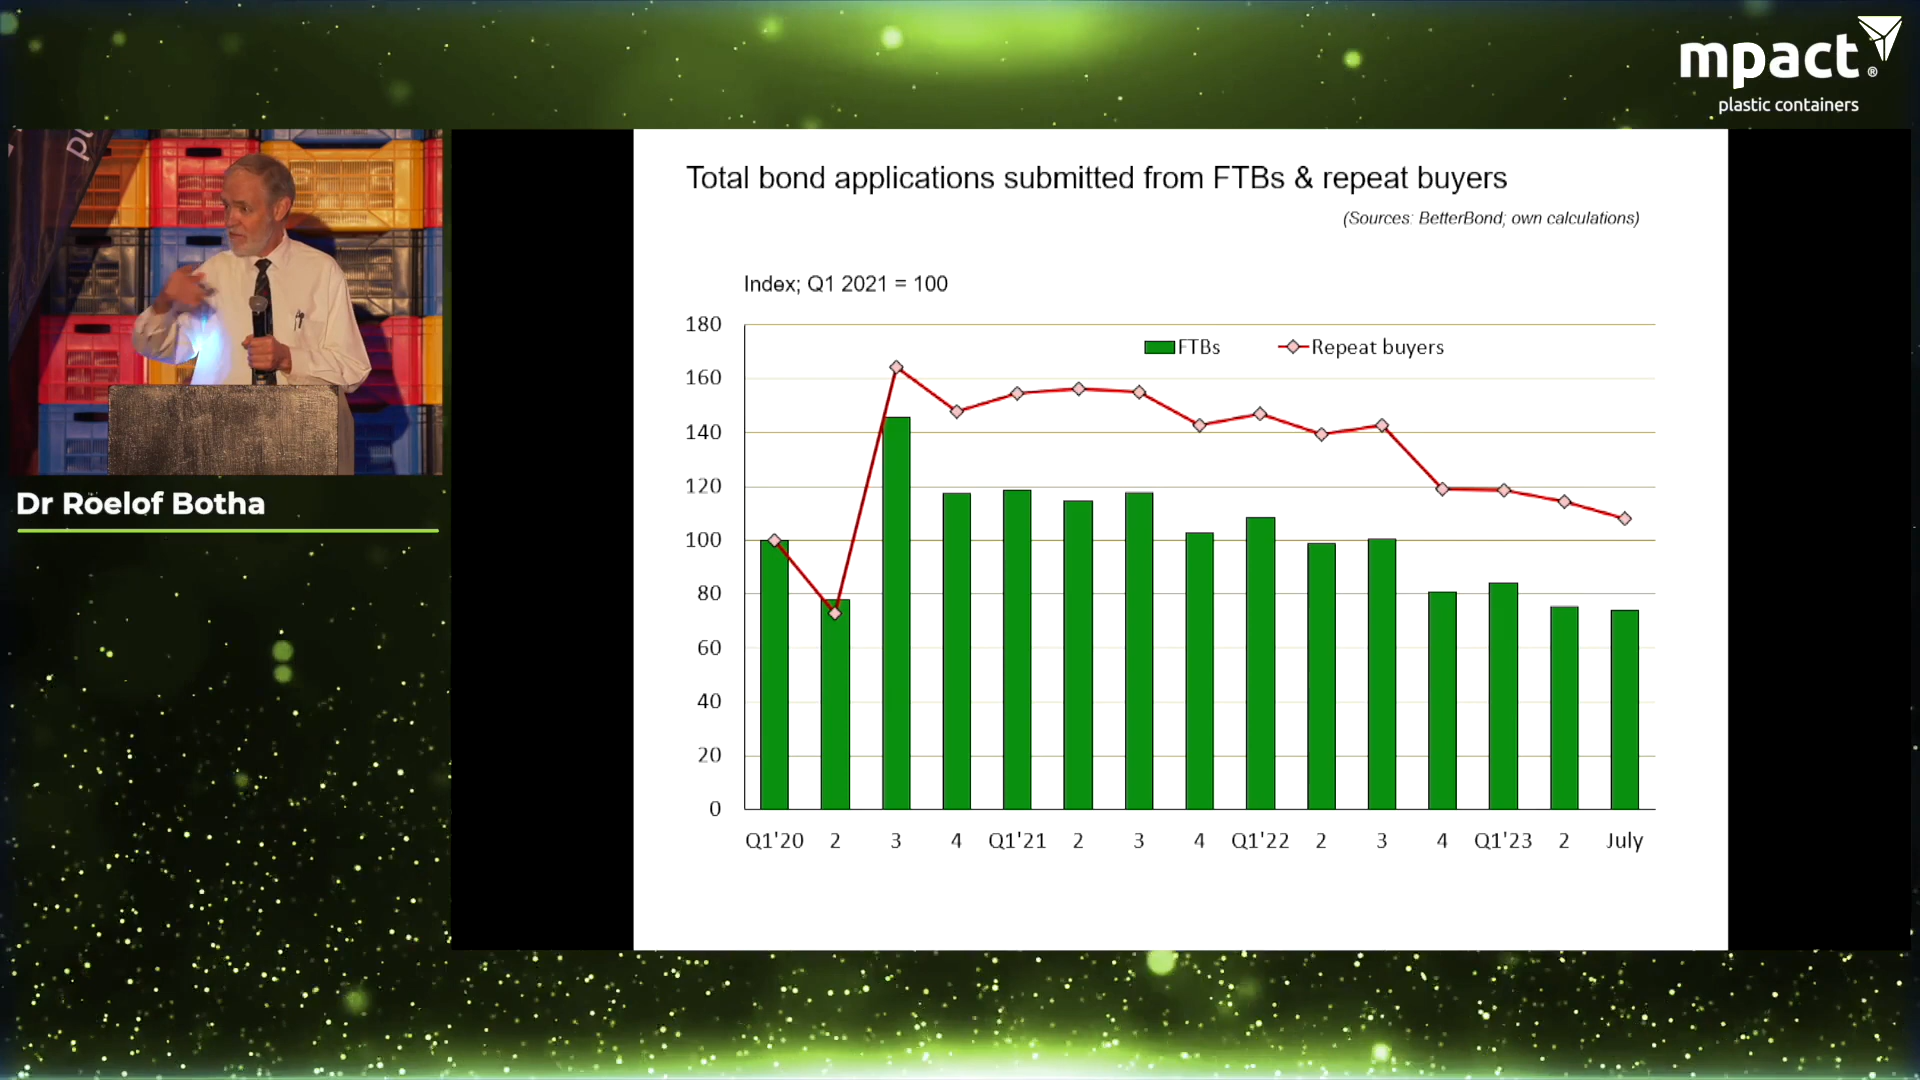 mpact®
plastic containers
Dr Roelof Botha
Total bond applications submitted from FTBs & repeat buyers
(Sources: BetterBond; own calculations)
Index; Q1 2021 = 100
FTBs
Repeat buyers
180
160
140
120
100
80
60
40
20
0
Q1'20 2 3 4 Q1'21 2 3 4 Q1'22 2 3 4 Q1'23 2 July